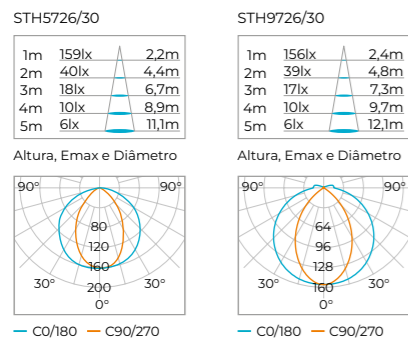 STH5726/30
1m 159lx 2,2m
2m 40lx 4,4m
3m 18lx 6,7m
4m 10lx 8,9m
5m 6lx 11,1m
Altura, Emax e Diâmetro
90° 90°
80
120
160
200
30° 30°
0°
C0/180 C90/270
STH9726/30
1m 156lx 2,4m
2m 39lx 4,8m
3m 17lx 7,3m
4m 10lx 9,7m
5m 6lx 12,1m
Altura, Emax e Diâmetro
90° 90°
64
96
128
160
30° 30°
0°
C0/180 C90/270